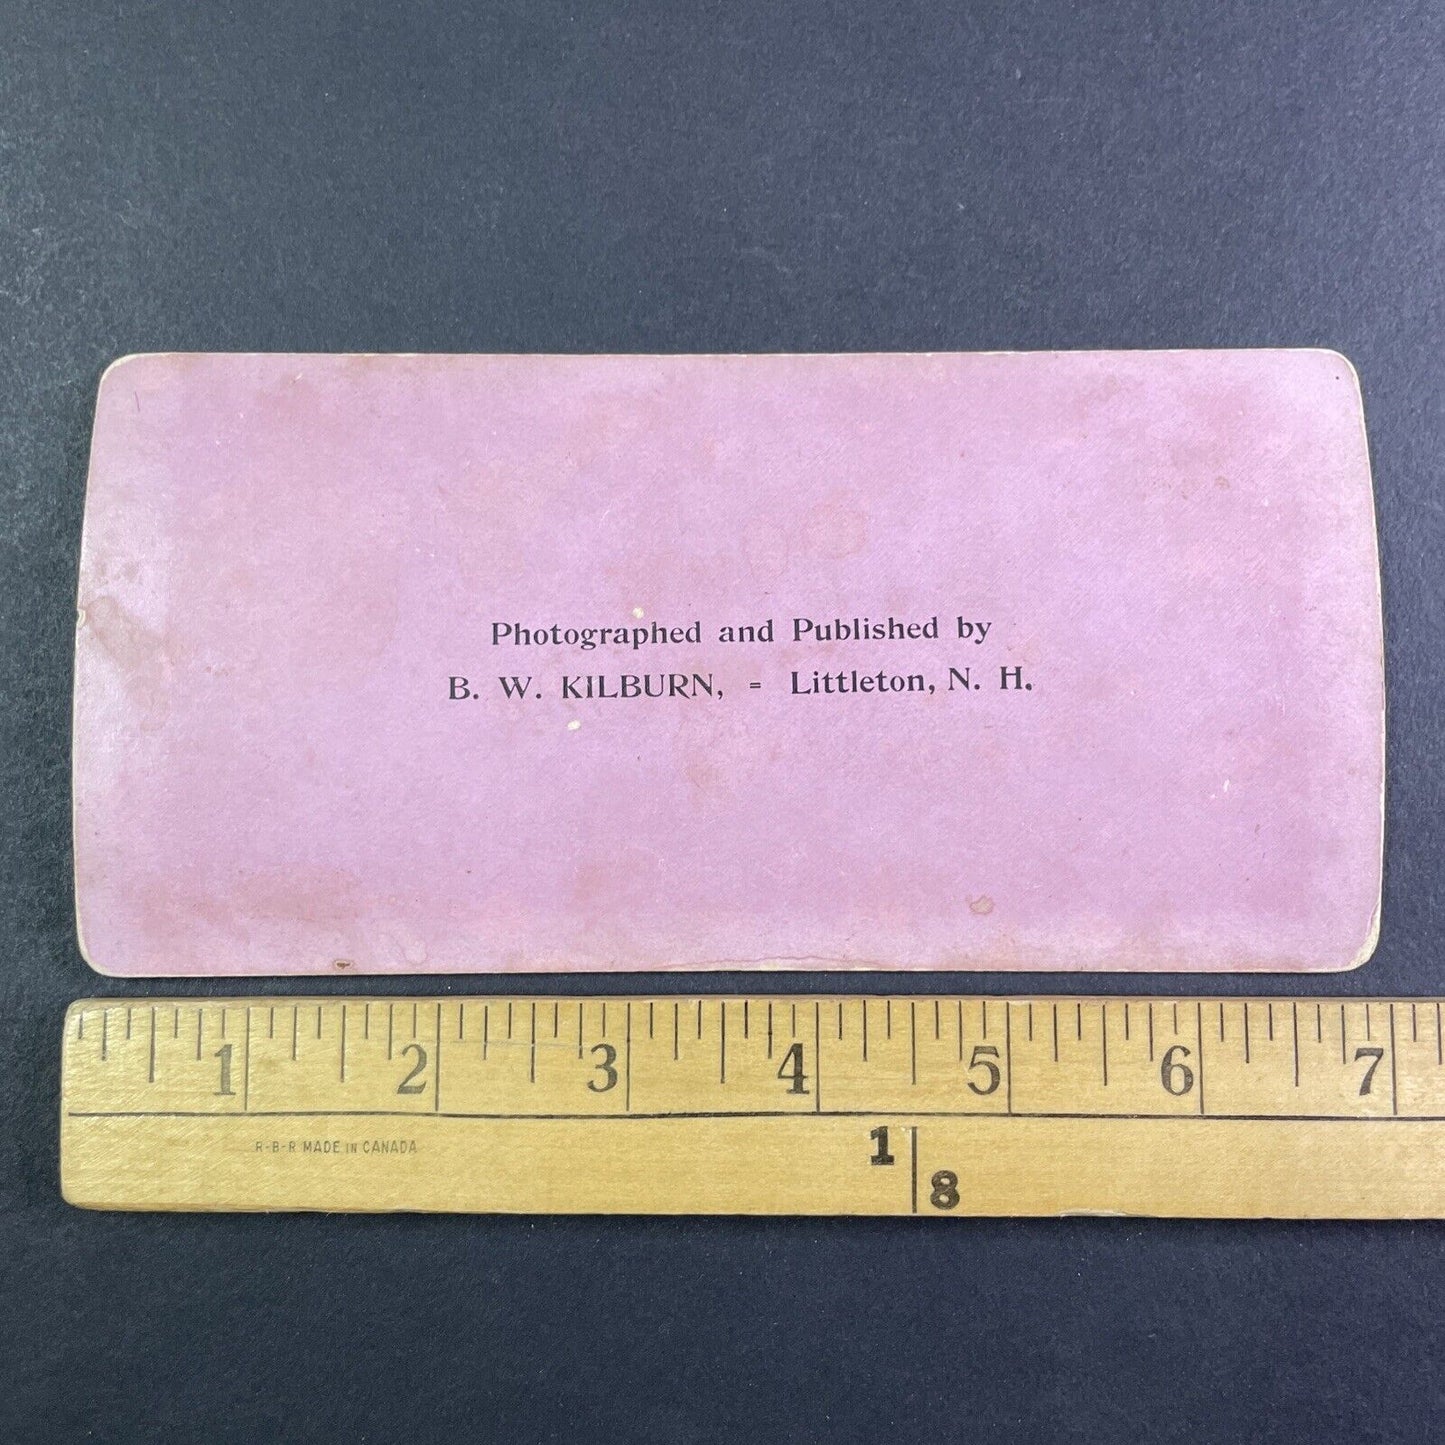 Photographed and Published by
B. W. KILBURN, = Littleton, N. H.
1 2 3 4 5 6 7
R-B-R MADE IN CANADA
1
8